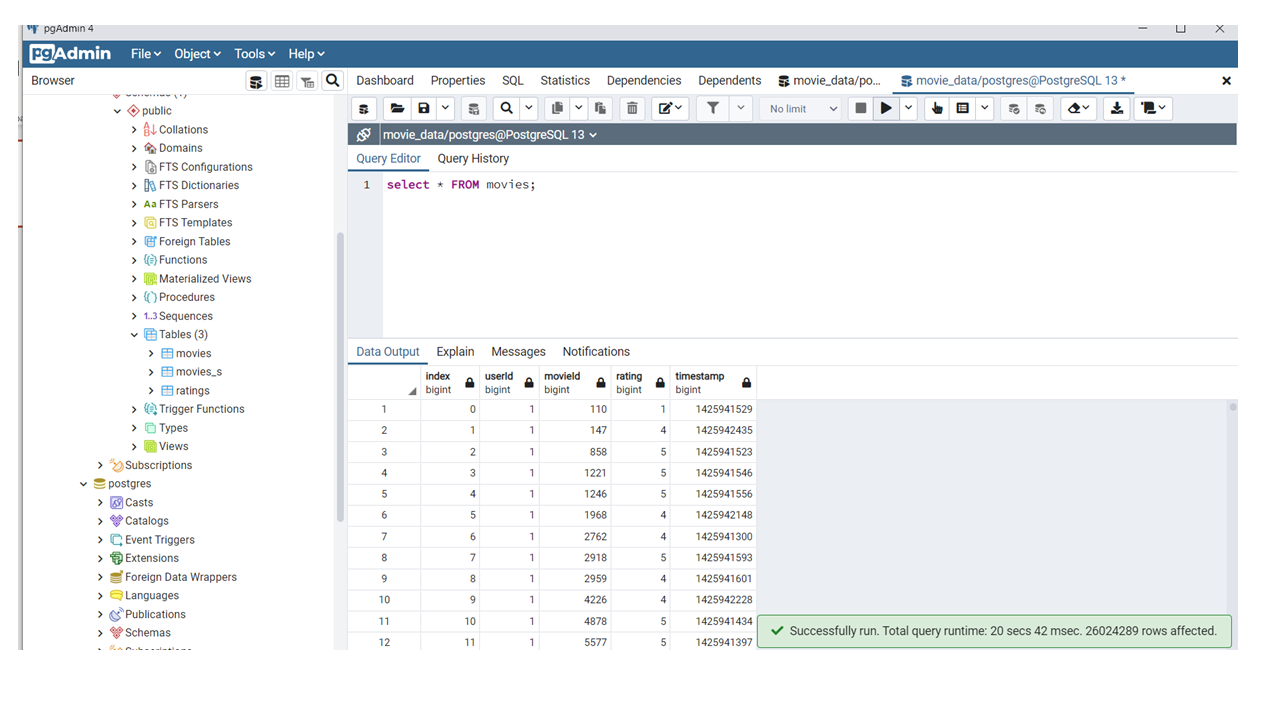 pgAdmin 4
pgAdmin File Object Tools Help
Browser
Dashboard Properties SQL Statistics Dependencies Dependents movie_data/po... movie_data/postgres@PostgreSQL 13 *
No limit
movie_data/postgres@PostgreSQL 13
Query Editor Query History
1 select * FROM movies;
public
Collations
Domains
FTS Configurations
FTS Dictionaries
Aa FTS Parsers
FTS Templates
Foreign Tables
Functions
Materialized Views
Procedures
1..3 Sequences
Tables (3)
movies
movies_s
ratings
Trigger Functions
Types
Views
Subscriptions
postgres
Casts
Catalogs
Event Triggers
Extensions
Foreign Data Wrappers
Languages
Publications
Schemas
Data Output Explain Messages Notifications
index userId movieId rating timestamp
bigint bigint bigint bigint bigint
1 0 1 110 1 1425941529
2 1 1 147 4 1425942435
3 2 1 858 5 1425941523
4 3 1 1221 5 1425941546
5 4 1 1246 5 1425941556
6 5 1 1968 4 1425942148
7 6 1 2762 4 1425941300
8 7 1 2918 5 1425941593
9 8 1 2959 4 1425941601
10 9 1 4226 4 1425942228
11 10 1 4878 5 1425941434
12 11 1 5577 5 1425941397
Successfully run. Total query runtime: 20 secs 42 msec. 26024289 rows affected.